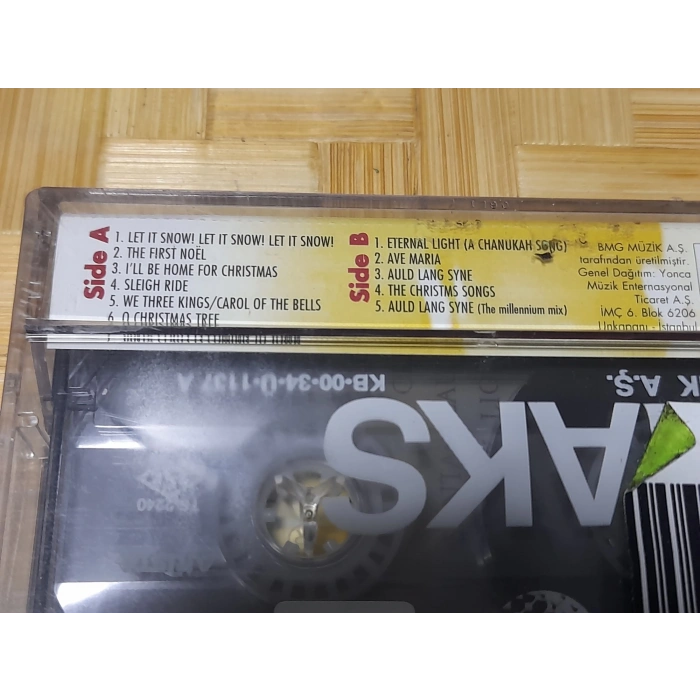 Side A
1. LET IT SNOW! LET IT SNOW! LET IT SNOW!
2. THE FIRST NOËL
3. I'LL BE HOME FOR CHRISTMAS
4. SLEIGH RIDE
5. WE THREE KINGS/CAROL OF THE BELLS
6. O CHRISTMAS TREE
Side B
1. ETERNAL LIGHT (A CHANUKAH SONG)
2. AVE MARIA
3. AULD LANG SYNE
4. THE CHRISTMS SONGS
5. AULD LANG SYNE (The millennium mix)
BMG MÜZİK A.Ş.
tarafından üretilmiştir.
Genel Dağıtım: Yonca
Müzik Enternasyonal
Ticaret A.Ş.
İMÇ 6. Blok 6206
Unkapanı - İstanbul
KB-00-34-U-1137 A
K A.Ş.
RAKS
TS 2240